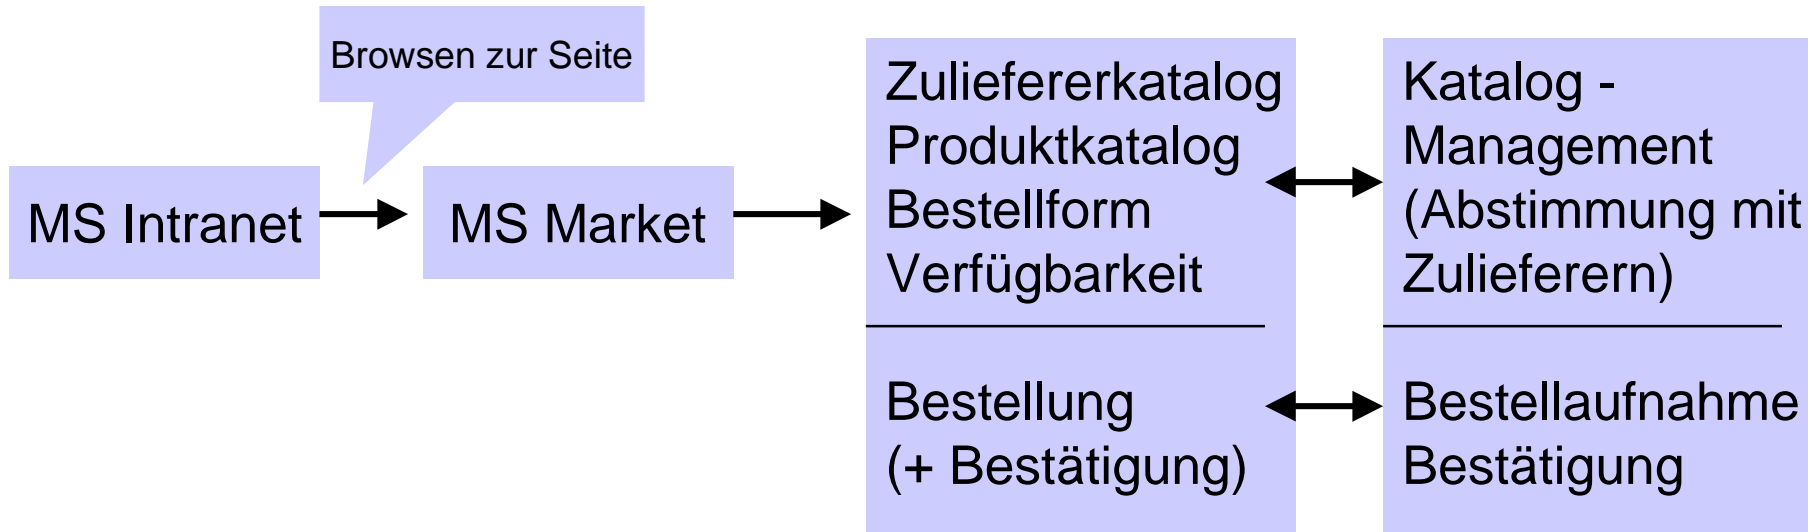 Browsen zur Seite
MS Intranet
MS Market
Zuliefererkatalog
Produktkatalog
Bestellform
Verfügbarkeit
Bestellung
(+ Bestätigung)
Katalog -
Management
(Abstimmung mit
Zulieferern)
Bestellaufnahme
Bestätigung